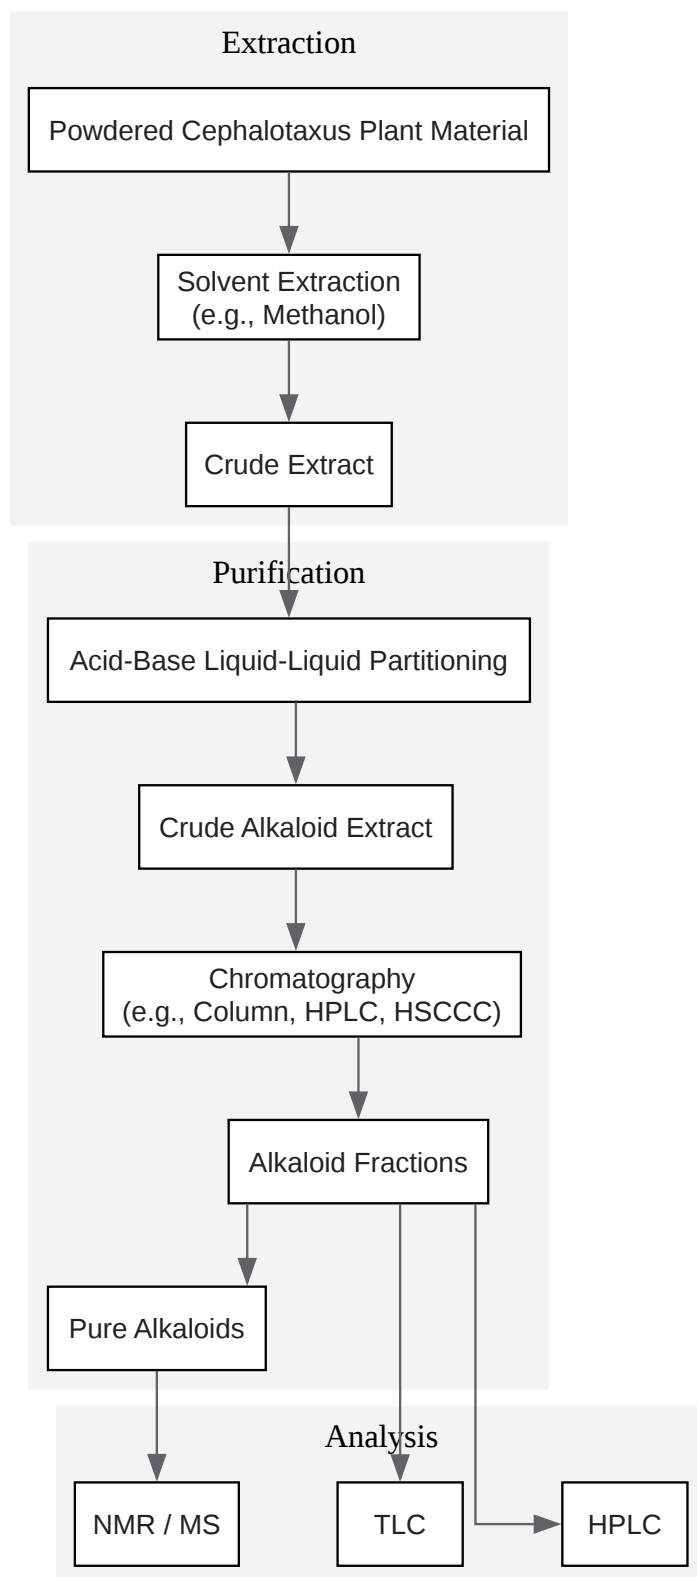 Extraction
Powdered Cephalotaxus Plant Material
Solvent Extraction
(e.g., Methanol)
Crude Extract
Purification
Acid-Base Liquid-Liquid Partitioning
Crude Alkaloid Extract
Chromatography
(e.g., Column, HPLC, HSCCC)
Alkaloid Fractions
Pure Alkaloids
Analysis
NMR / MS
TLC
HPLC